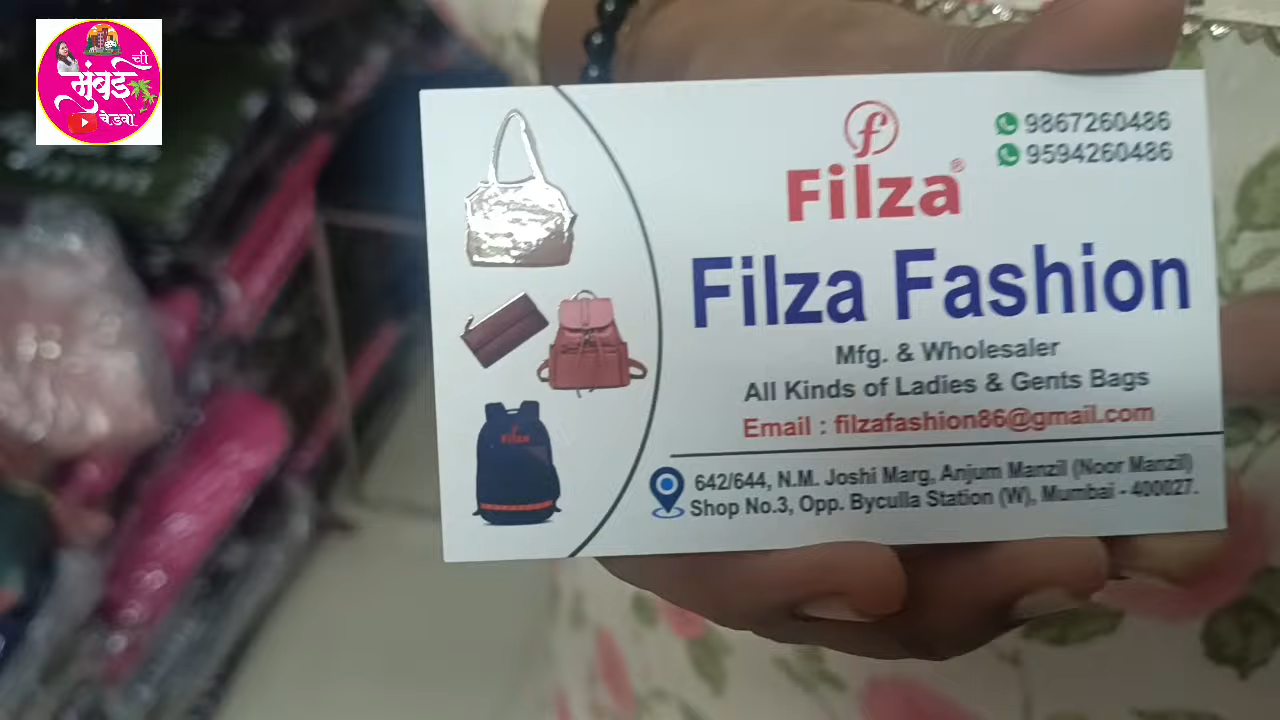 ची
मुंबई
चेडवा
f
Filza®
9867260486
9594260486
Filza Fashion
Mfg. & Wholesaler
All Kinds of Ladies & Gents Bags
Email : filzafashion86@gmail.com
642/644, N.M. Joshi Marg, Anjum Manzil (Noor Manzil)
Shop No.3, Opp. Byculla Station (W), Mumbai - 400027.
Filza